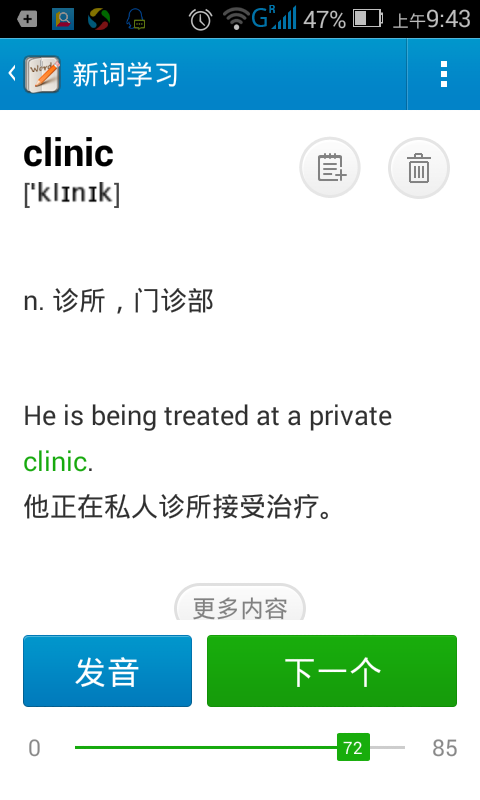 47% 上午9:43
新词学习
clinic
['klɪnɪk]
n. 诊所，门诊部
He is being treated at a private
clinic.
他正在私人诊所接受治疗。
更多内容
发音 下一个
0 72 85